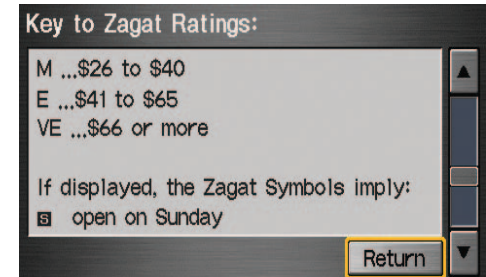 Key to Zagat Ratings:
M ...$26 to $40
E ...$41 to $65
VE ...$66 or more
If displayed, the Zagat Symbols imply:
S open on Sunday
Return